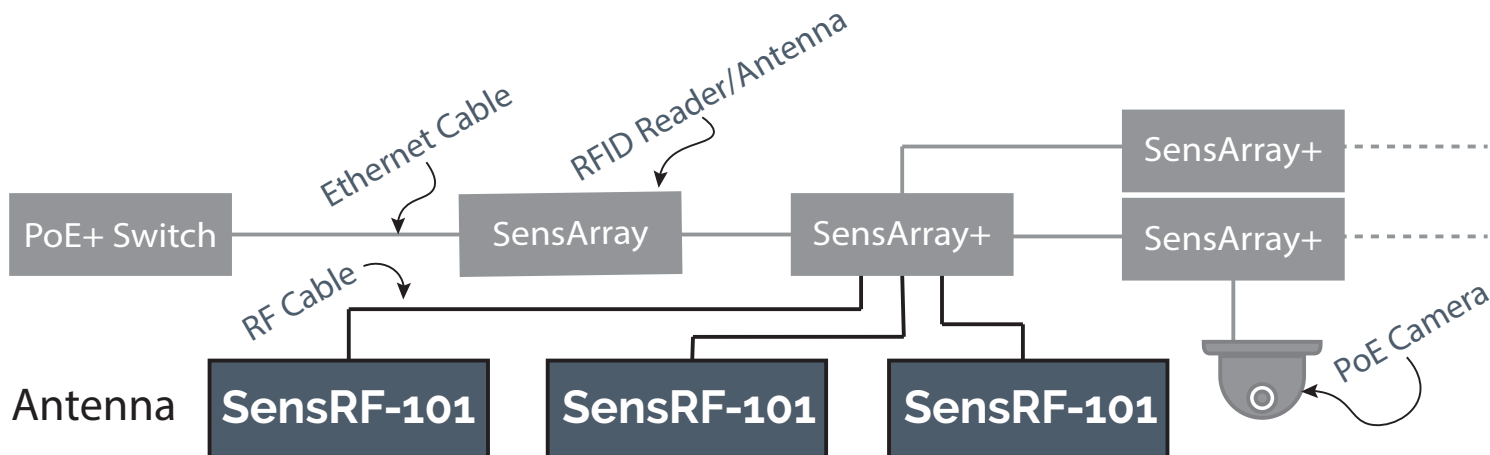 Ethernet Cable
RFID Reader/Antenna
SensArray+
PoE+ Switch
SensArray
SensArray+
SensArray+
RF Cable
PoE Camera
Antenna
SensRF-101
SensRF-101
SensRF-101